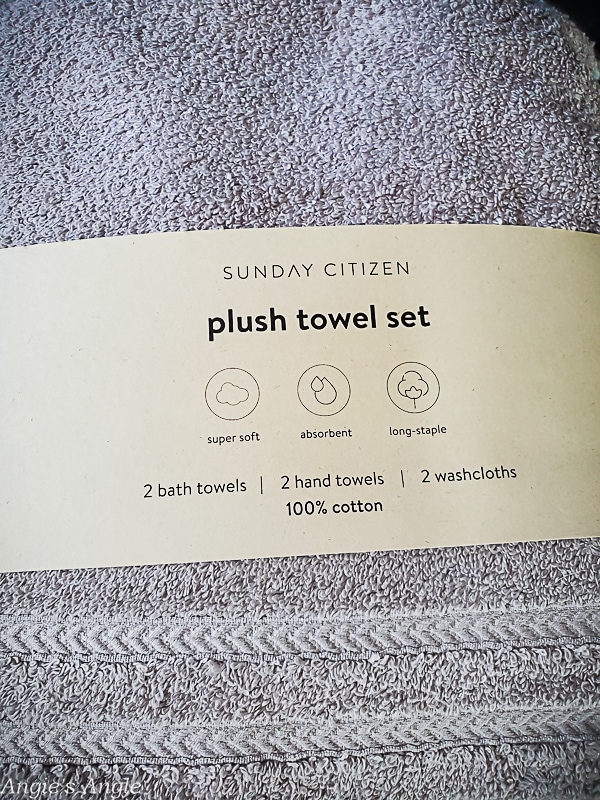 SUNDAY CITIZEN
plush towel set
super soft absorbent long-staple
2 bath towels | 2 hand towels | 2 washcloths
100% cotton
Angie's Angle